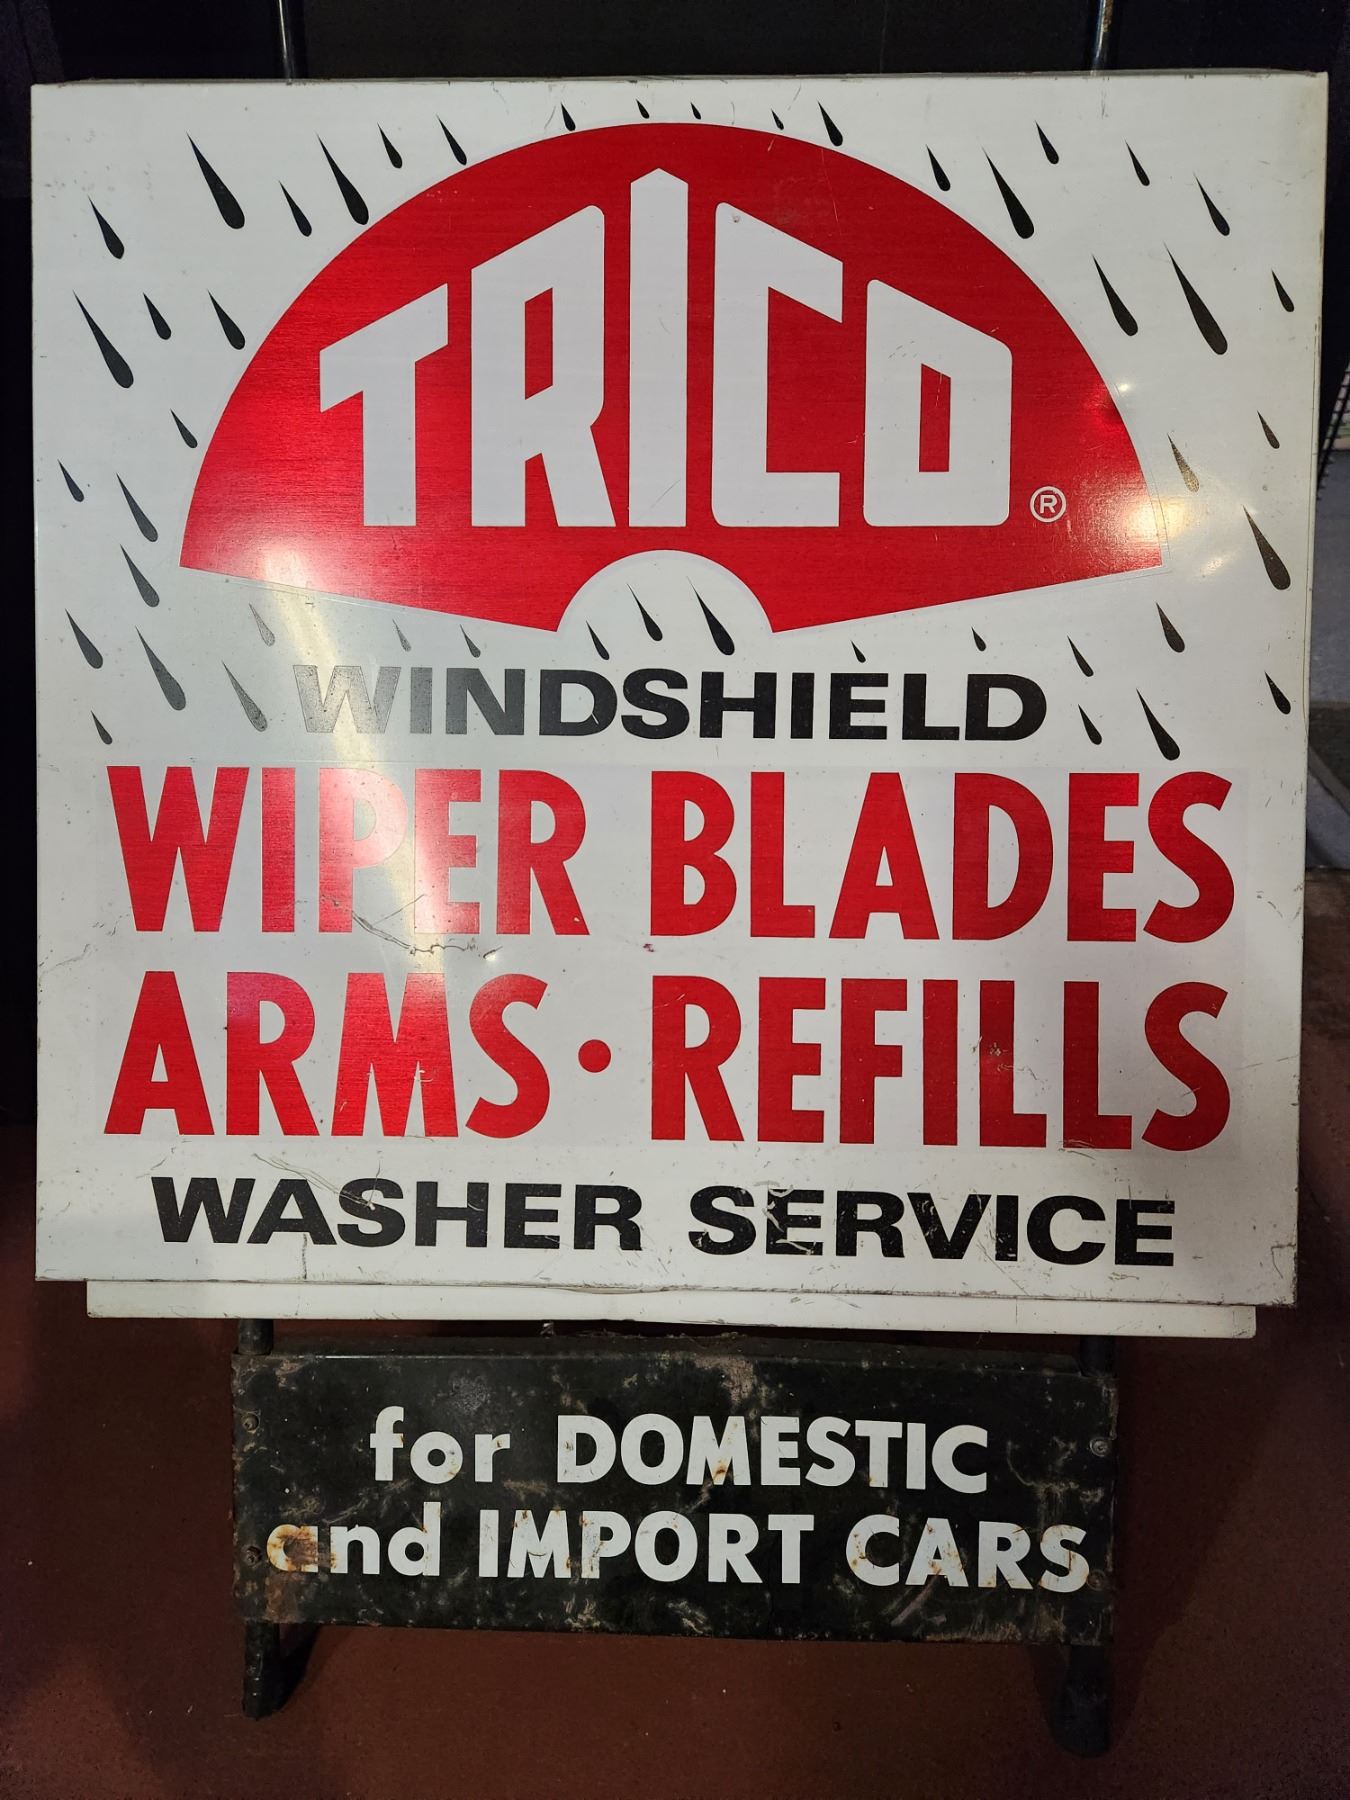 TRICO ®
WINDSHIELD
WIPER BLADES
ARMS • REFILLS
WASHER SERVICE
for DOMESTIC
and IMPORT CARS